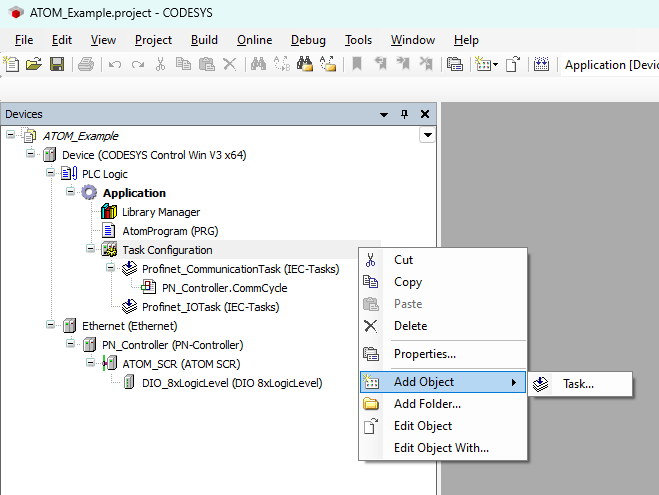 ATOM_Example.project - CODESYS
File Edit View Project Build Online Debug Tools Window Help
Application [Devic
Devices
ATOM_Example
Device (CODESYS Control Win V3 x64)
PLC Logic
Application
Library Manager
AtomProgram (PRG)
Task Configuration
Profinet_CommunicationTask (IEC-Tasks)
PN_Controller.CommCycle
Profinet_IOTask (IEC-Tasks)
Ethernet (Ethernet)
PN_Controller (PN-Controller)
ATOM_SCR (ATOM SCR)
DIO_8xLogicLevel (DIO 8xLogicLevel)
Cut
Copy
Paste
Delete
Properties...
Add Object
Task...
Add Folder...
Edit Object
Edit Object With...